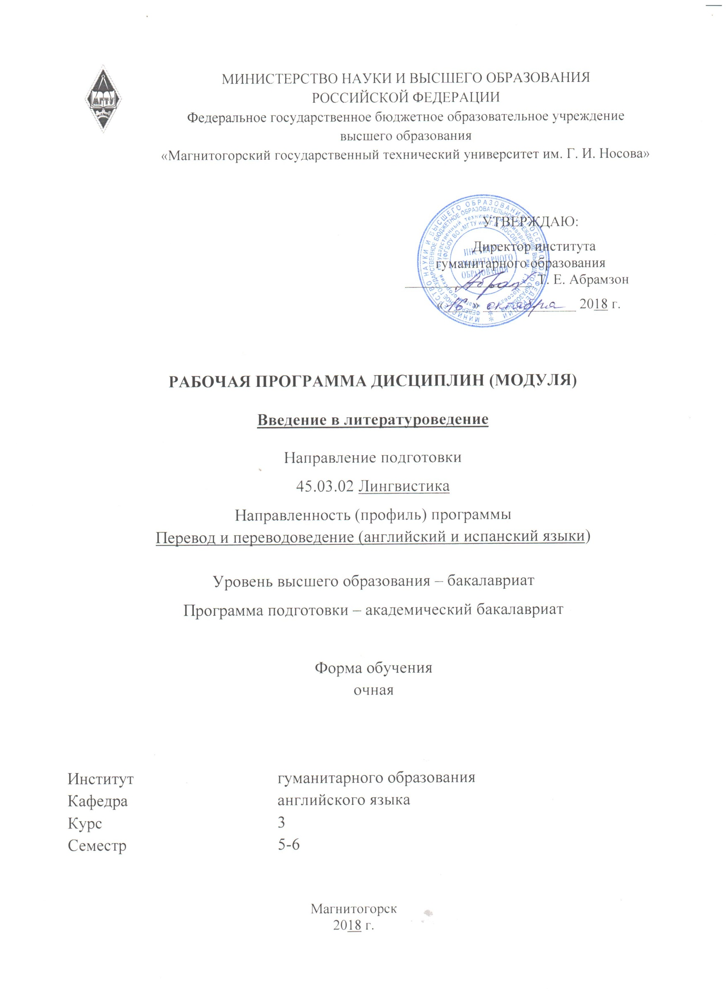 МГТУ
МИНИСТЕРСТВО НАУКИ И ВЫСШЕГО ОБРАЗОВАНИЯ
РОССИЙСКОЙ ФЕДЕРАЦИИ
Федеральное государственное бюджетное образовательное учреждение
высшего образования
«Магнитогорский государственный технический университет им. Г. И. Носова»
УТВЕРЖДАЮ:
Директор института
гуманитарного образования
Т. Е. Абрамзон
«16» октября 2018 г.
РАБОЧАЯ ПРОГРАММА ДИСЦИПЛИН (МОДУЛЯ)
Введение в литературоведение
Направление подготовки
45.03.02 Лингвистика
Направленность (профиль) программы
Перевод и переводоведение (английский и испанский языки)
Уровень высшего образования – бакалавриат
Программа подготовки – академический бакалавриат
Форма обучения
очная
Институт гуманитарного образования
Кафедра английского языка
Курс 3
Семестр 5-6
Магнитогорск
2018 г.